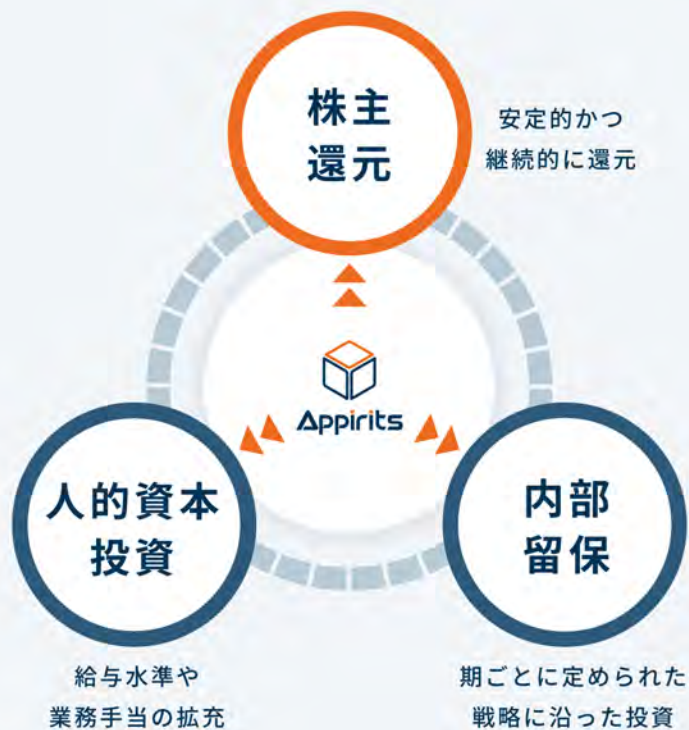 株主
還元
安定的かつ
継続的に還元
Appirits
人的資本
投資
給与水準や
業務手当の拡充
内部
留保
期ごとに定められた
戦略に沿った投資